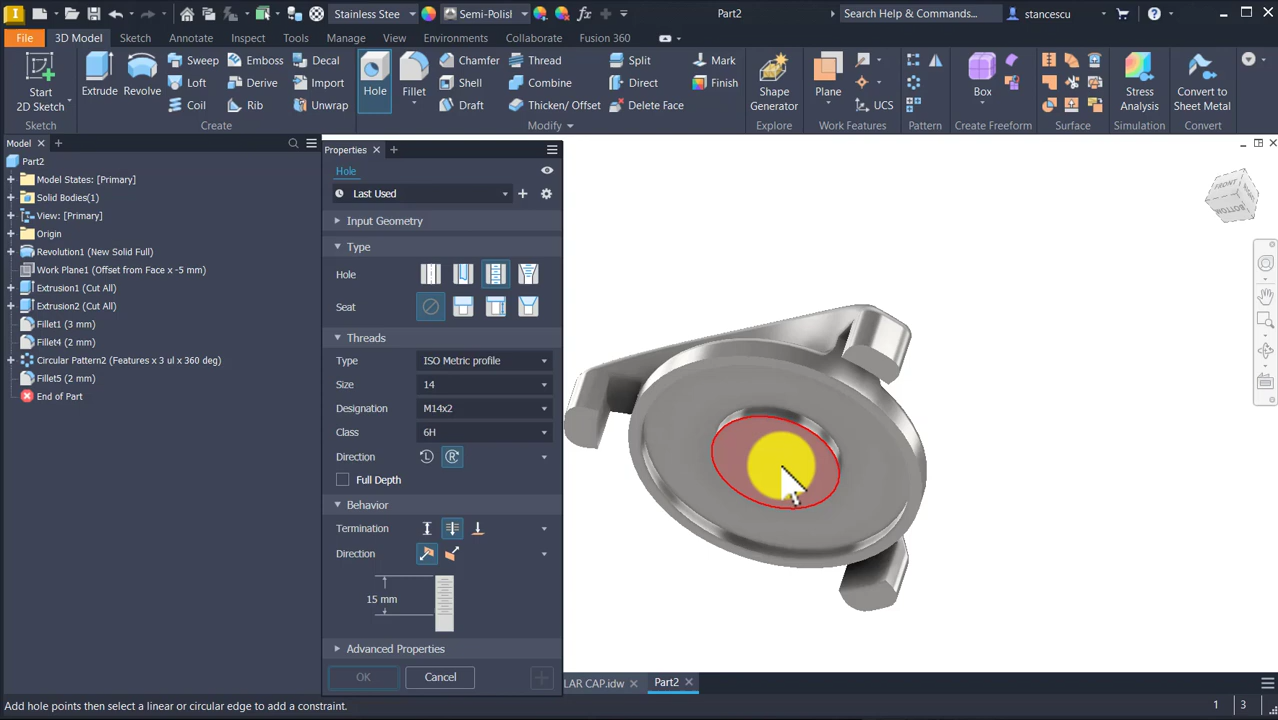 Stainless Steel
Semi-Polisl
Part2
Search Help & Commands...
stancescu
File
3D Model
Sketch
Annotate
Inspect
Tools
Manage
View
Environments
Collaborate
Fusion 360
Start
2D Sketch
Extrude
Revolve
Sweep
Loft
Coil
Emboss
Derive
Rib
Decal
Import
Unwrap
Hole
Fillet
Chamfer
Shell
Draft
Thread
Combine
Thicken/ Offset
Split
Direct
Delete Face
Mark
Finish
Shape
Generator
Plane
UCS
Box
Stress
Analysis
Convert to
Sheet Metal
Sketch
Create
Modify
Explore
Work Features
Pattern
Create Freeform
Surface
Simulation
Convert
Model
Part2
Model States: [Primary]
Solid Bodies(1)
View: [Primary]
Origin
Revolution1 (New Solid Full)
Work Plane1 (Offset from Face x -5 mm)
Extrusion1 (Cut All)
Extrusion2 (Cut All)
Fillet1 (3 mm)
Fillet4 (2 mm)
Circular Pattern2 (Features x 3 ul x 360 deg)
Fillet5 (2 mm)
End of Part
Properties
Hole
Last Used
Input Geometry
Type
Hole
Seat
Threads
Type ISO Metric profile
Size 14
Designation M14x2
Class 6H
Direction
Full Depth
Behavior
Termination
Direction
15 mm
Advanced Properties
OK
Cancel
BOTTOM
LAR CAP.idw
Part2
Add hole points then select a linear or circular edge to add a constraint.
1 3